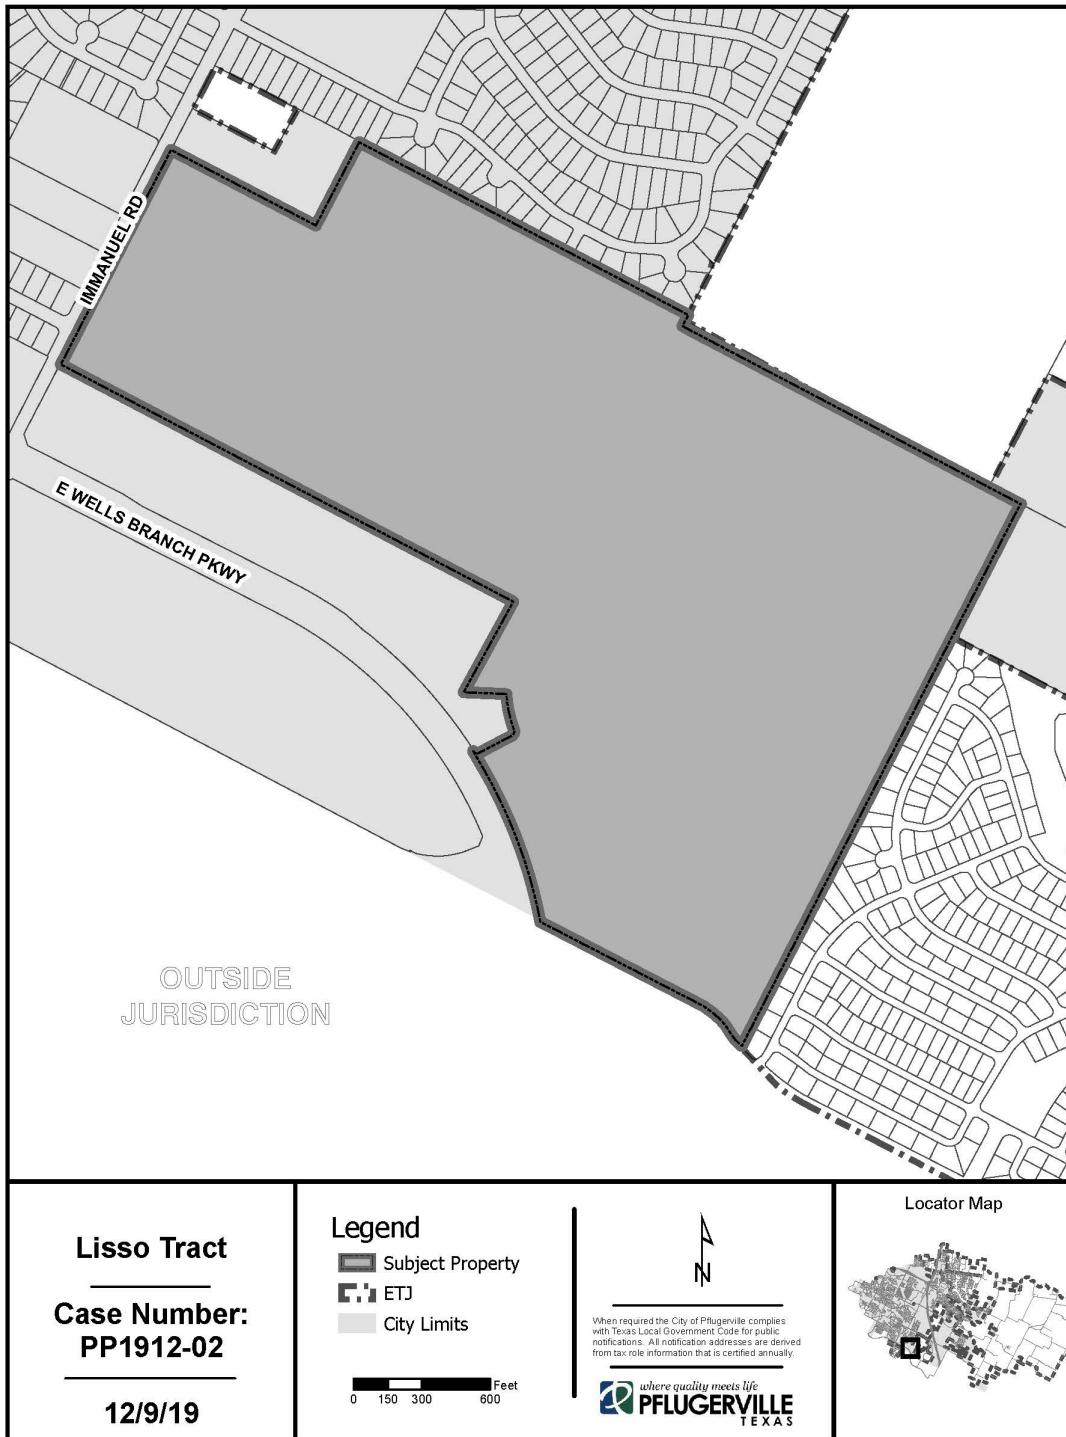 IMMANUEL RD
E WELLS BRANCH PKWY
OUTSIDE
JURISDICTION
Lisso Tract
Case Number:
PP1912-02
12/9/19
Legend
Subject Property
ETJ
City Limits
Feet
0 150 300 600
N
When required the City of Pflugerville complies
with Texas Local Government Code for public
notifications. All notification addresses are derived
from tax role information that is certified annually.
where quality meets life
PFLUGERVILLE
TEXAS
Locator Map